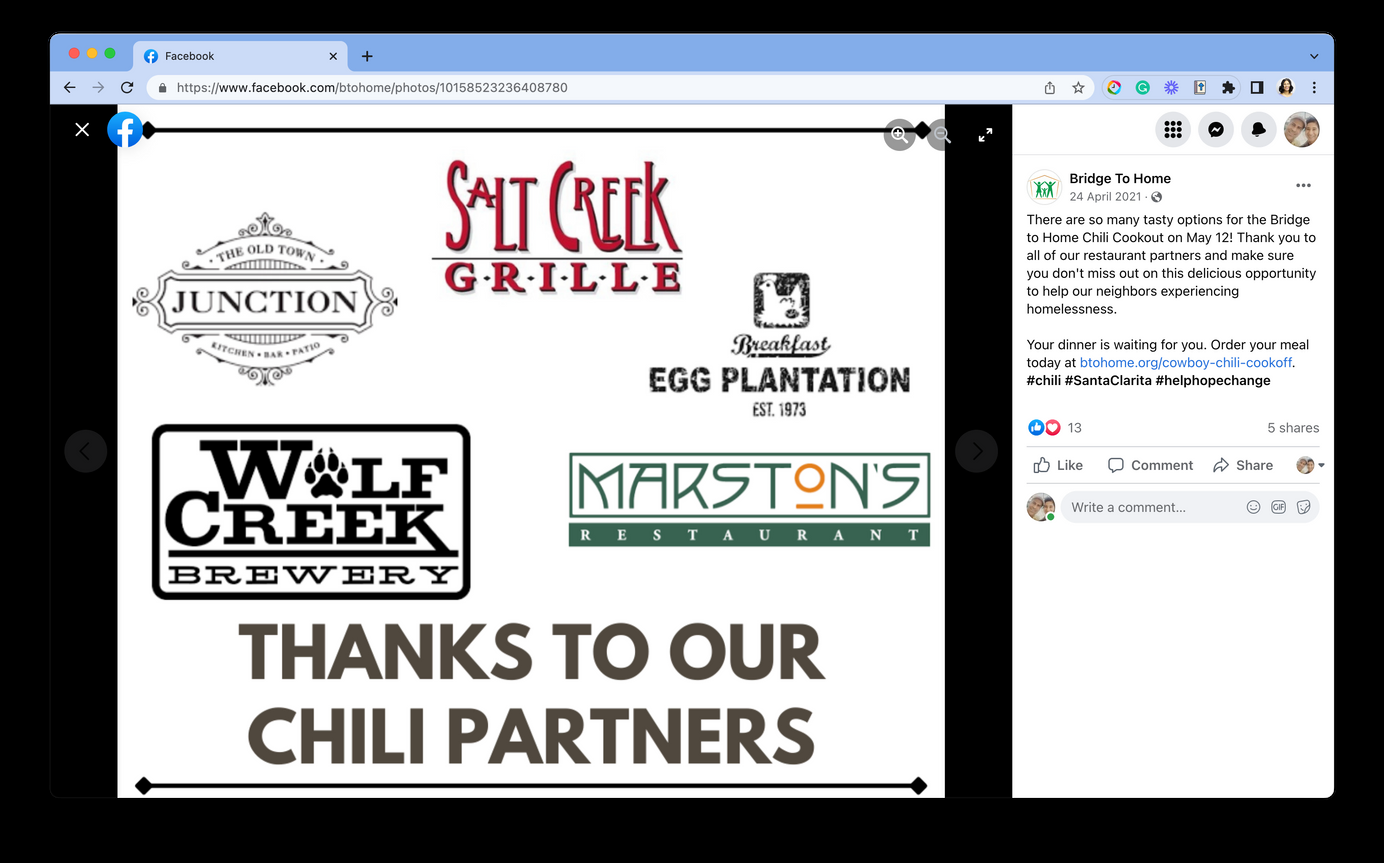 Facebook
https://www.facebook.com/btohome/photos/10158523236408780
SALT CREEK
G·R·I·L·L·E
· THE OLD TOWN ·
JUNCTION
KITCHEN • BAR • PATIO
Breakfast
EGG PLANTATION
EST. 1973
WOLF
CREEK
BREWERY
MARSTON'S
RESTAURANT
THANKS TO OUR
CHILI PARTNERS
Bridge To Home
24 April 2021 ·
There are so many tasty options for the Bridge
to Home Chili Cookout on May 12! Thank you to
all of our restaurant partners and make sure
you don't miss out on this delicious opportunity
to help our neighbors experiencing
homelessness.
Your dinner is waiting for you. Order your meal
today at btohome.org/cowboy-chili-cookoff.
#chili #SantaClarita #helphopechange
13
5 shares
Like
Comment
Share
Write a comment...
GIF